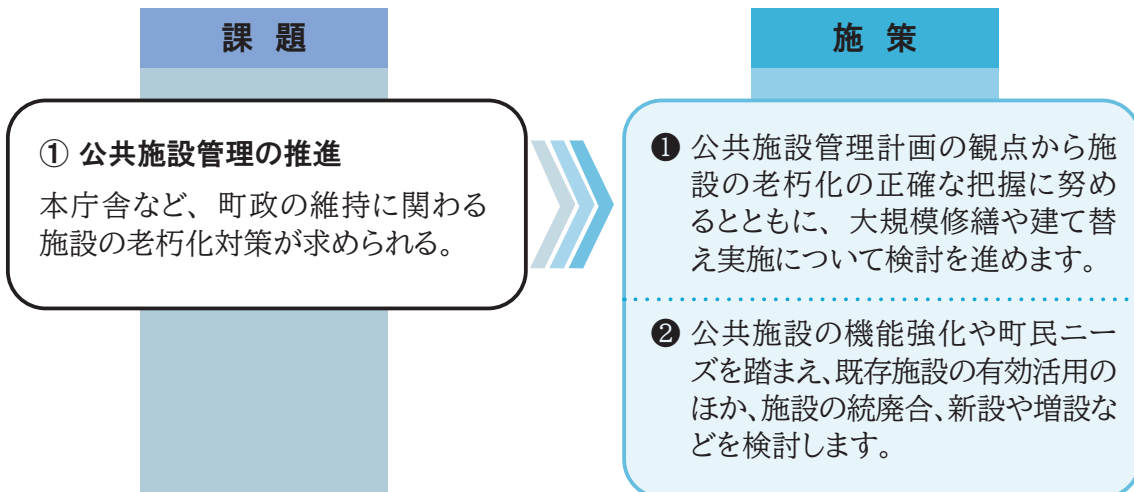 課 題
① 公共施設管理の推進
本庁舎など、町政の維持に関わる
施設の老朽化対策が求められる。
施 策
❶ 公共施設管理計画の観点から施
設の老朽化の正確な把握に努め
るとともに、大規模修繕や建て替
え実施について検討を進めます。
❷ 公共施設の機能強化や町民ニー
ズを踏まえ、既存施設の有効活用の
ほか、施設の統廃合、新設や増設な
どを検討します。